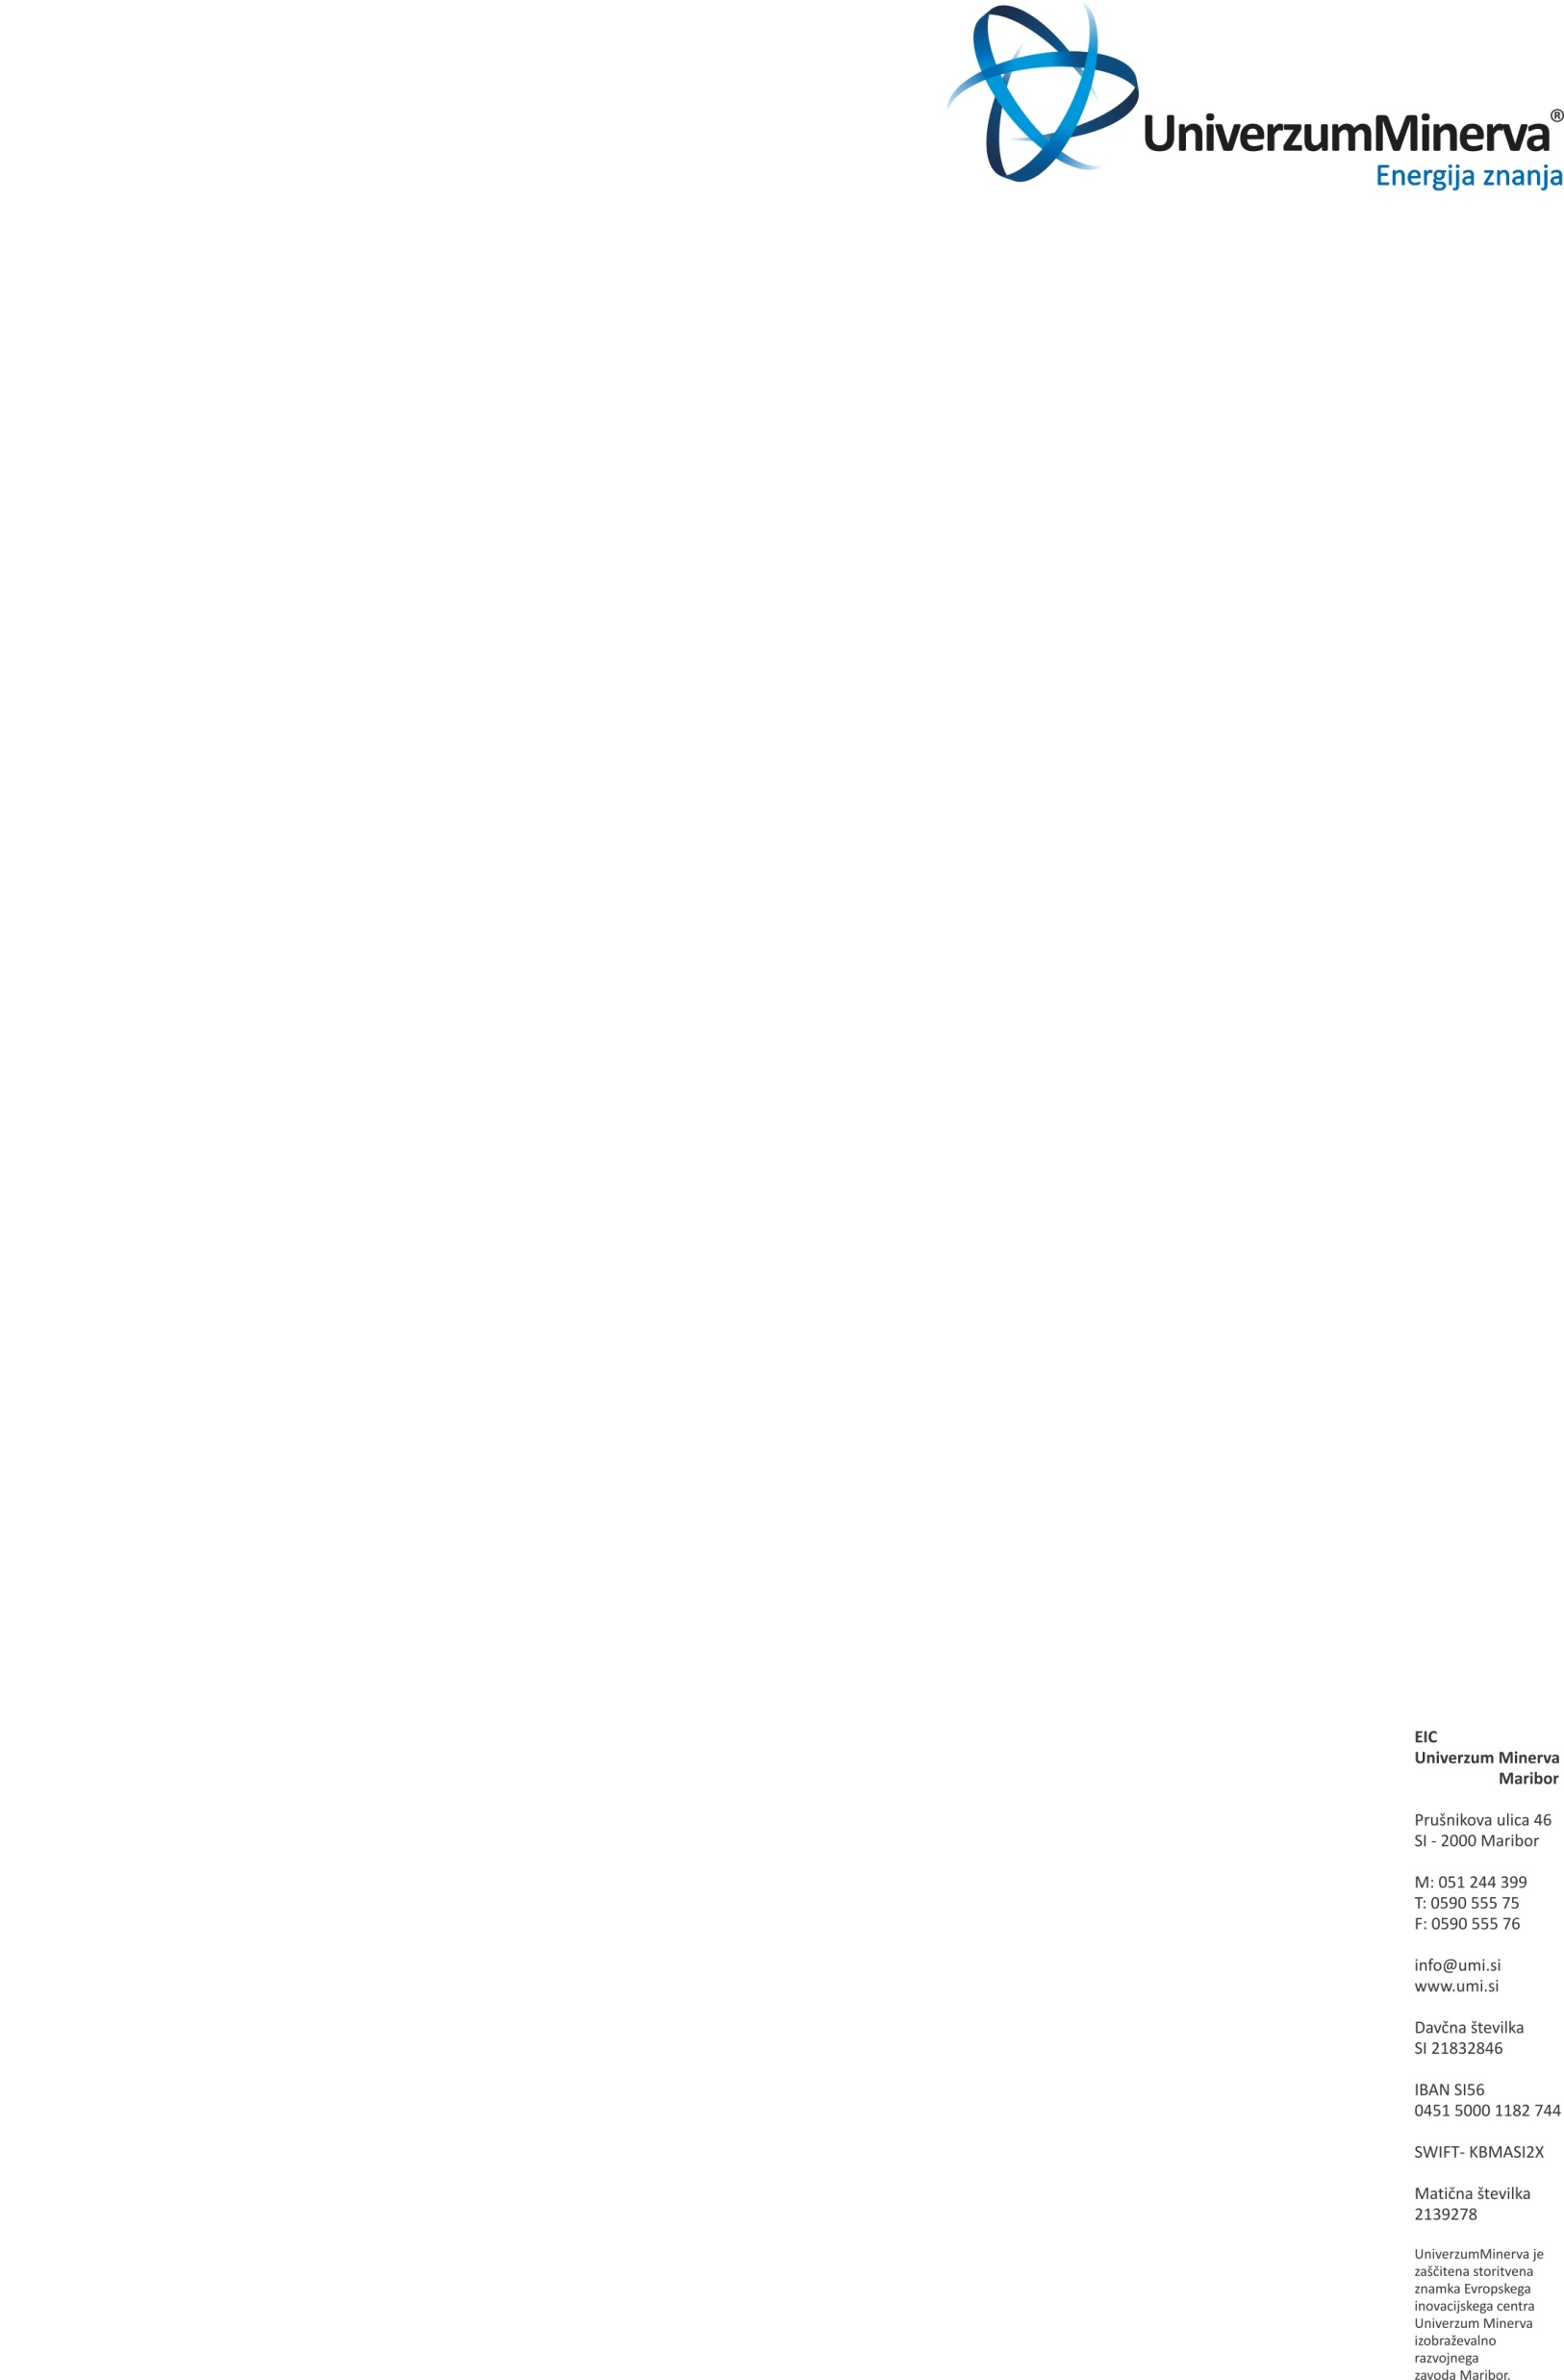 UniverzumMinerva®
Energija znanja
EIC
Univerzum Minerva
Maribor
Prušnikova ulica 46
SI - 2000 Maribor
M: 051 244 399
T: 0590 555 75
F: 0590 555 76
info@umi.si
www.umi.si
Davčna številka
SI 21832846
IBAN SI56
0451 5000 1182 744
SWIFT- KBMASI2X
Matična številka
2139278
UniverzumMinerva je
zaščitena storitvena
znamka Evropskega
inovacijskega centra
Univerzum Minerva
izobraževalno
razvojnega
zavoda Maribor.